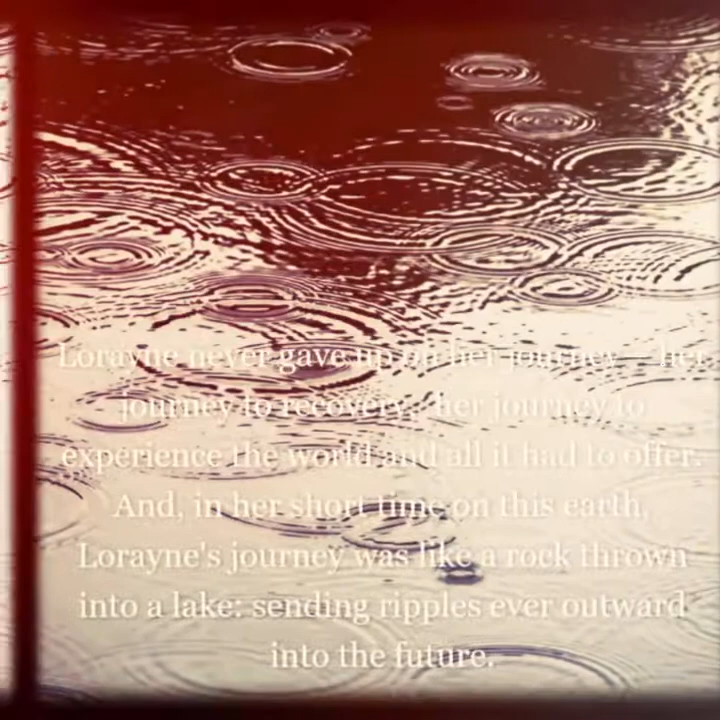 Lorayne never gave up on her journey — her
journey to recovery, her journey to
experience the world and all it had to offer.
And, in her short time on this earth,
Lorayne's journey was like a rock thrown
into a lake: sending ripples ever outward
into the future.